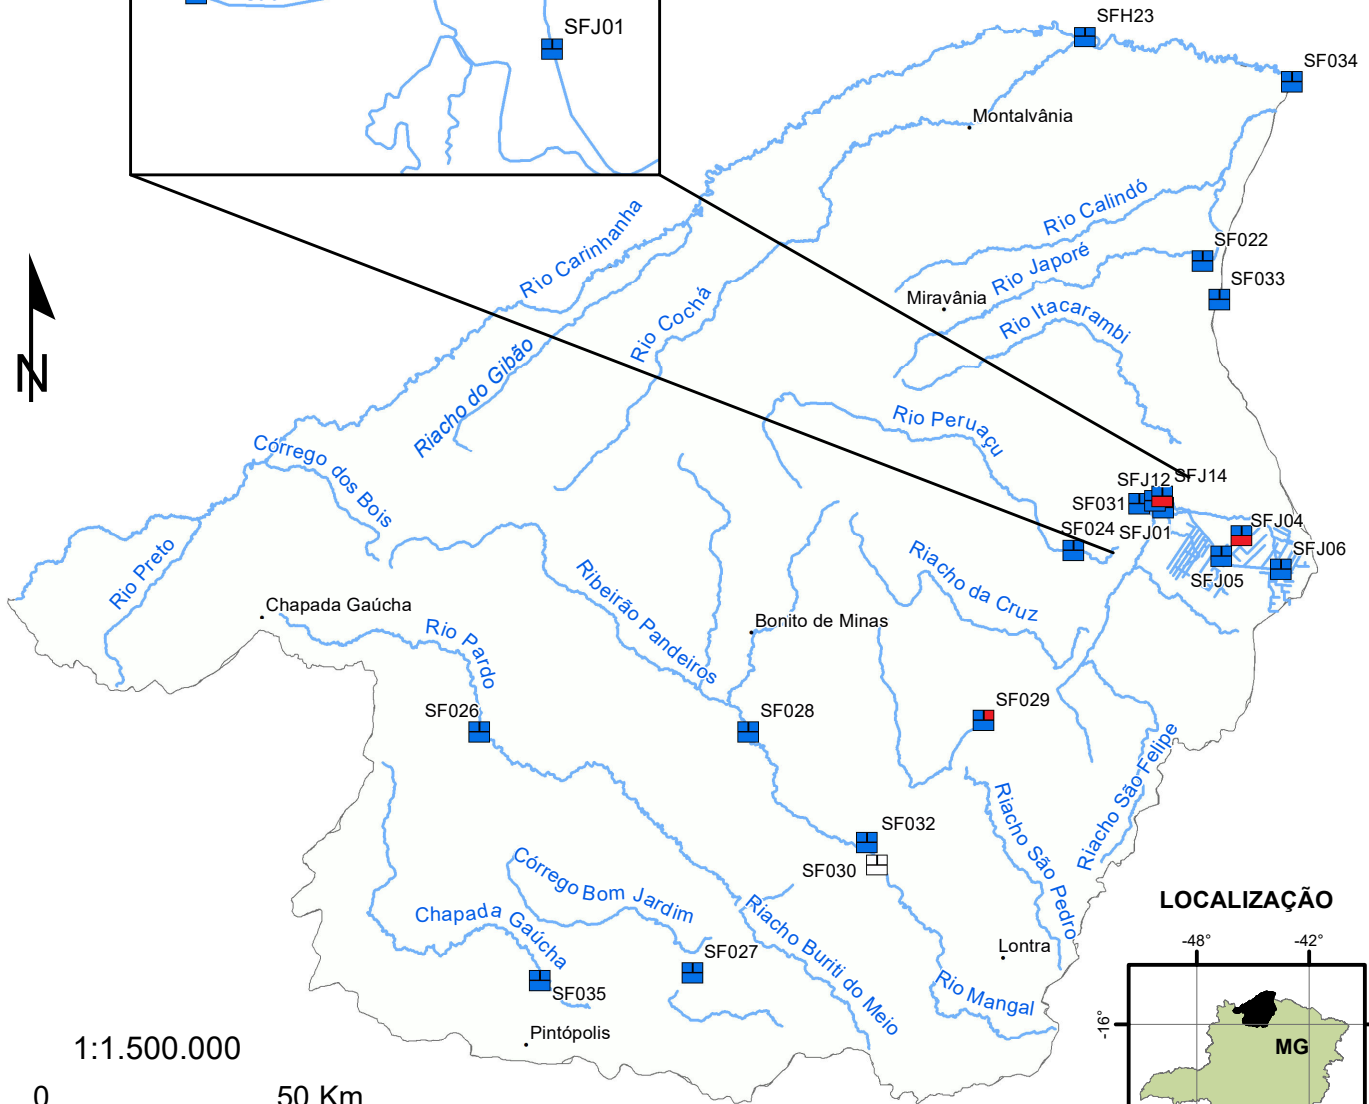 SFJ01
SFH23
SF034
Montalvânia
Rio Calindó
SF022
Rio Carinhanha
Rio Japoré
SF033
Miravânia
Rio Cochá
Rio Itacarambi
N
Riacho do Gibão
Rio Peruaçu
Córrego dos Bois
SFJ12
SFJ14
SF031
SF024
SFJ01
SFJ04
SFJ06
SFJ05
Rio Preto
Riacho da Cruz
Ribeirão Pandeiros
Chapada Gaúcha
Bonito de Minas
Rio Pardo
SF026
SF028
SF029
Riacho São Felipe
SF032
SF030
Riacho São Pedro
Córrego Bom Jardim
Chapada Gaúcha
Riacho Buriti do Meio
LOCALIZAÇÃO
SF027
Lontra
-48°
-42°
SF035
Rio Mangal
Pintópolis
-16°
MG
1:1.500.000
0
50 Km